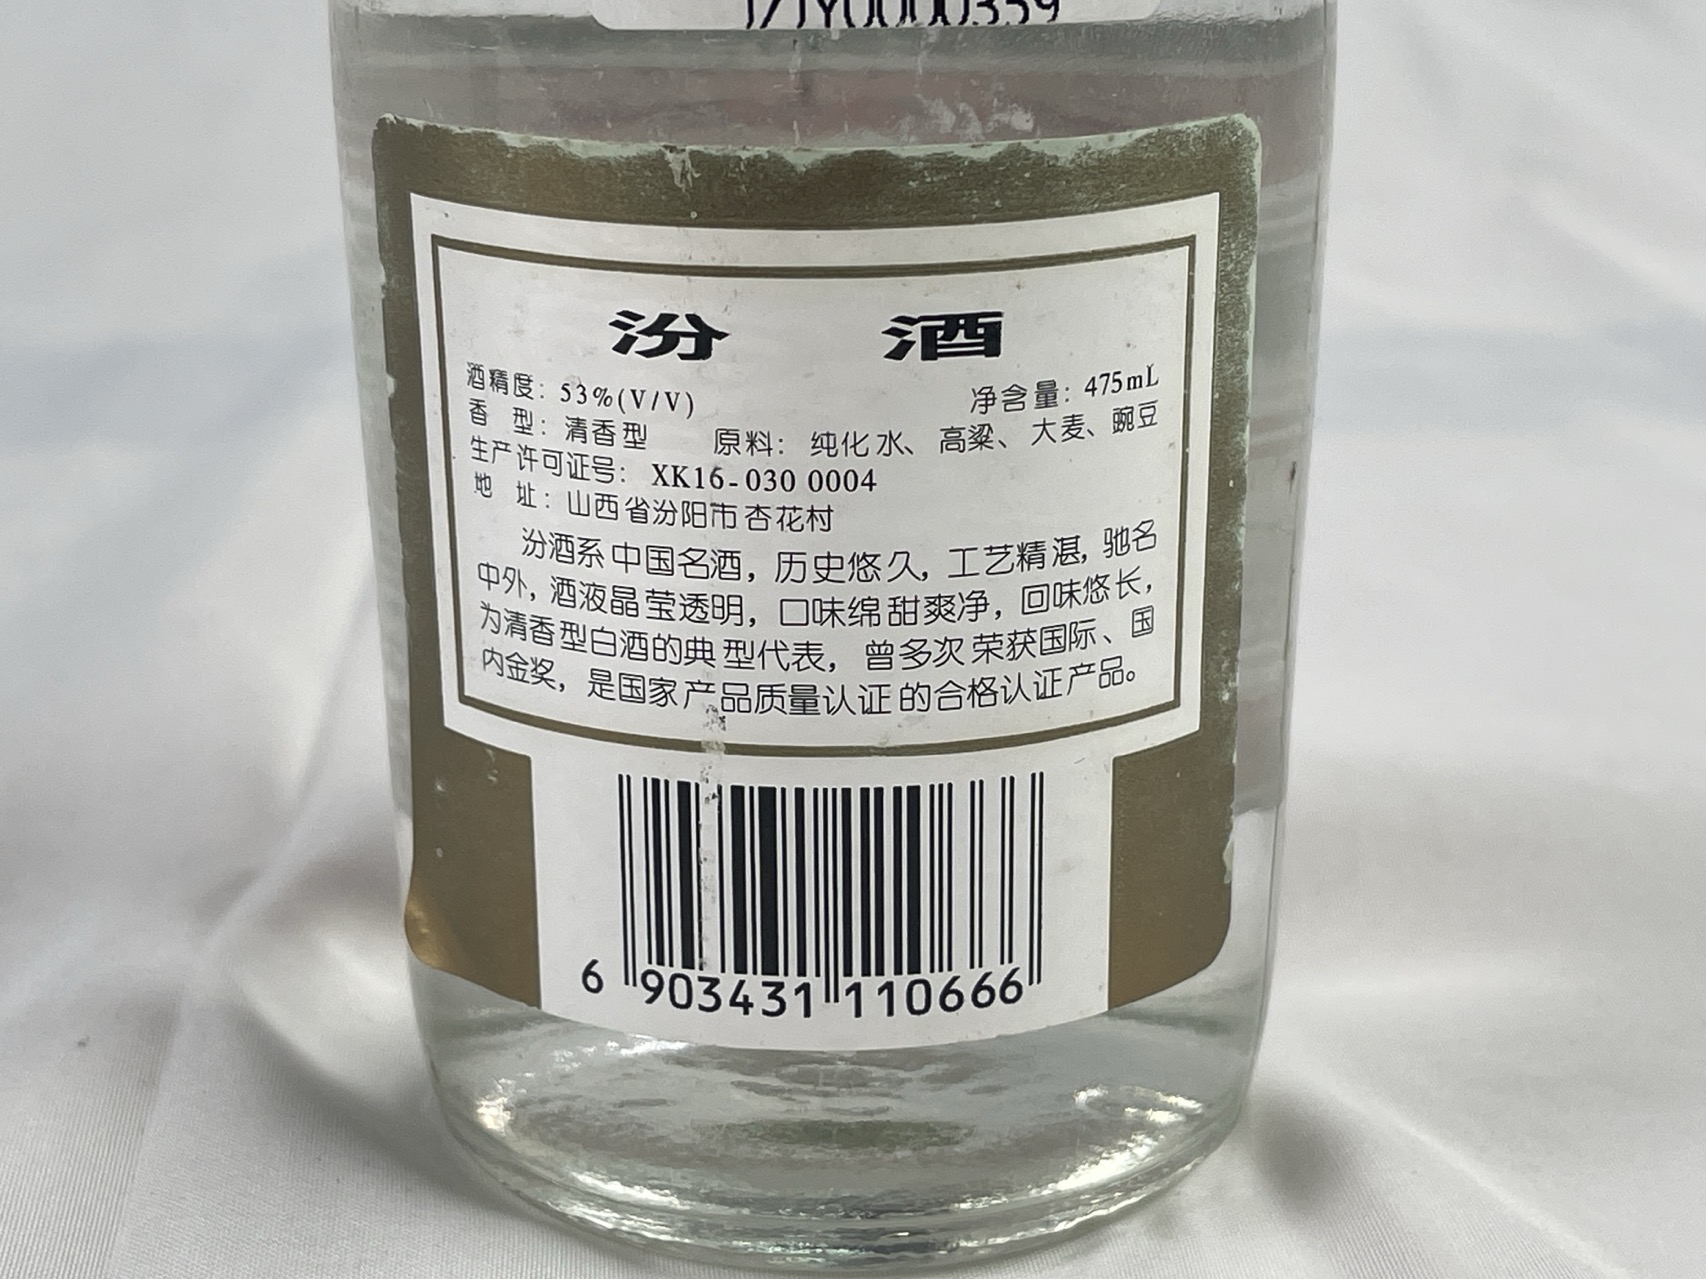 汾 酒
酒精度：53%(V/V) 净含量：475mL
香 型：清香型 原料：纯化水、高粱、大麦、豌豆
生产许可证号：XK16-030 0004
地 址：山西省汾阳市杏花村
汾酒系中国名酒，历史悠久，工艺精湛，驰名
中外，酒液晶莹透明，口味绵甜爽净，回味悠长，
为清香型白酒的典型代表，曾多次荣获国际、国
内金奖，是国家产品质量认证的合格认证产品。
6 903431 110666